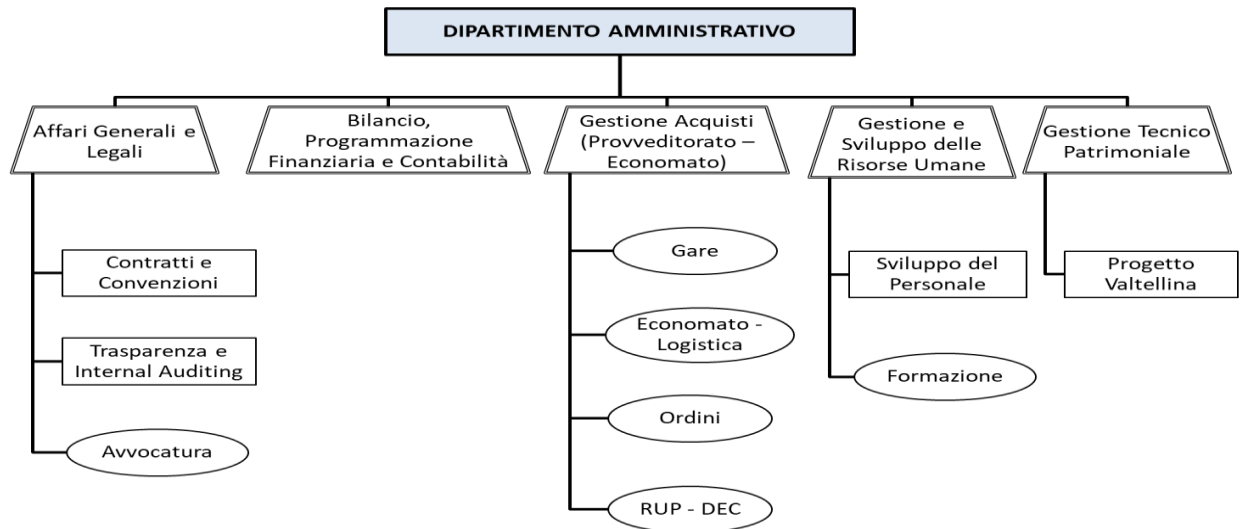 DIPARTIMENTO AMMINISTRATIVO
Affari Generali e
Legali
Bilancio,
Programmazione
Finanziaria e Contabilità
Gestione Acquisti
(Provveditorato –
Economato)
Gestione e
Sviluppo delle
Risorse Umane
Gestione Tecnico
Patrimoniale
Contratti e
Convenzioni
Trasparenza e
Internal Auditing
Avvocatura
Gare
Economato -
Logistica
Ordini
RUP - DEC
Sviluppo del
Personale
Formazione
Progetto
Valtellina